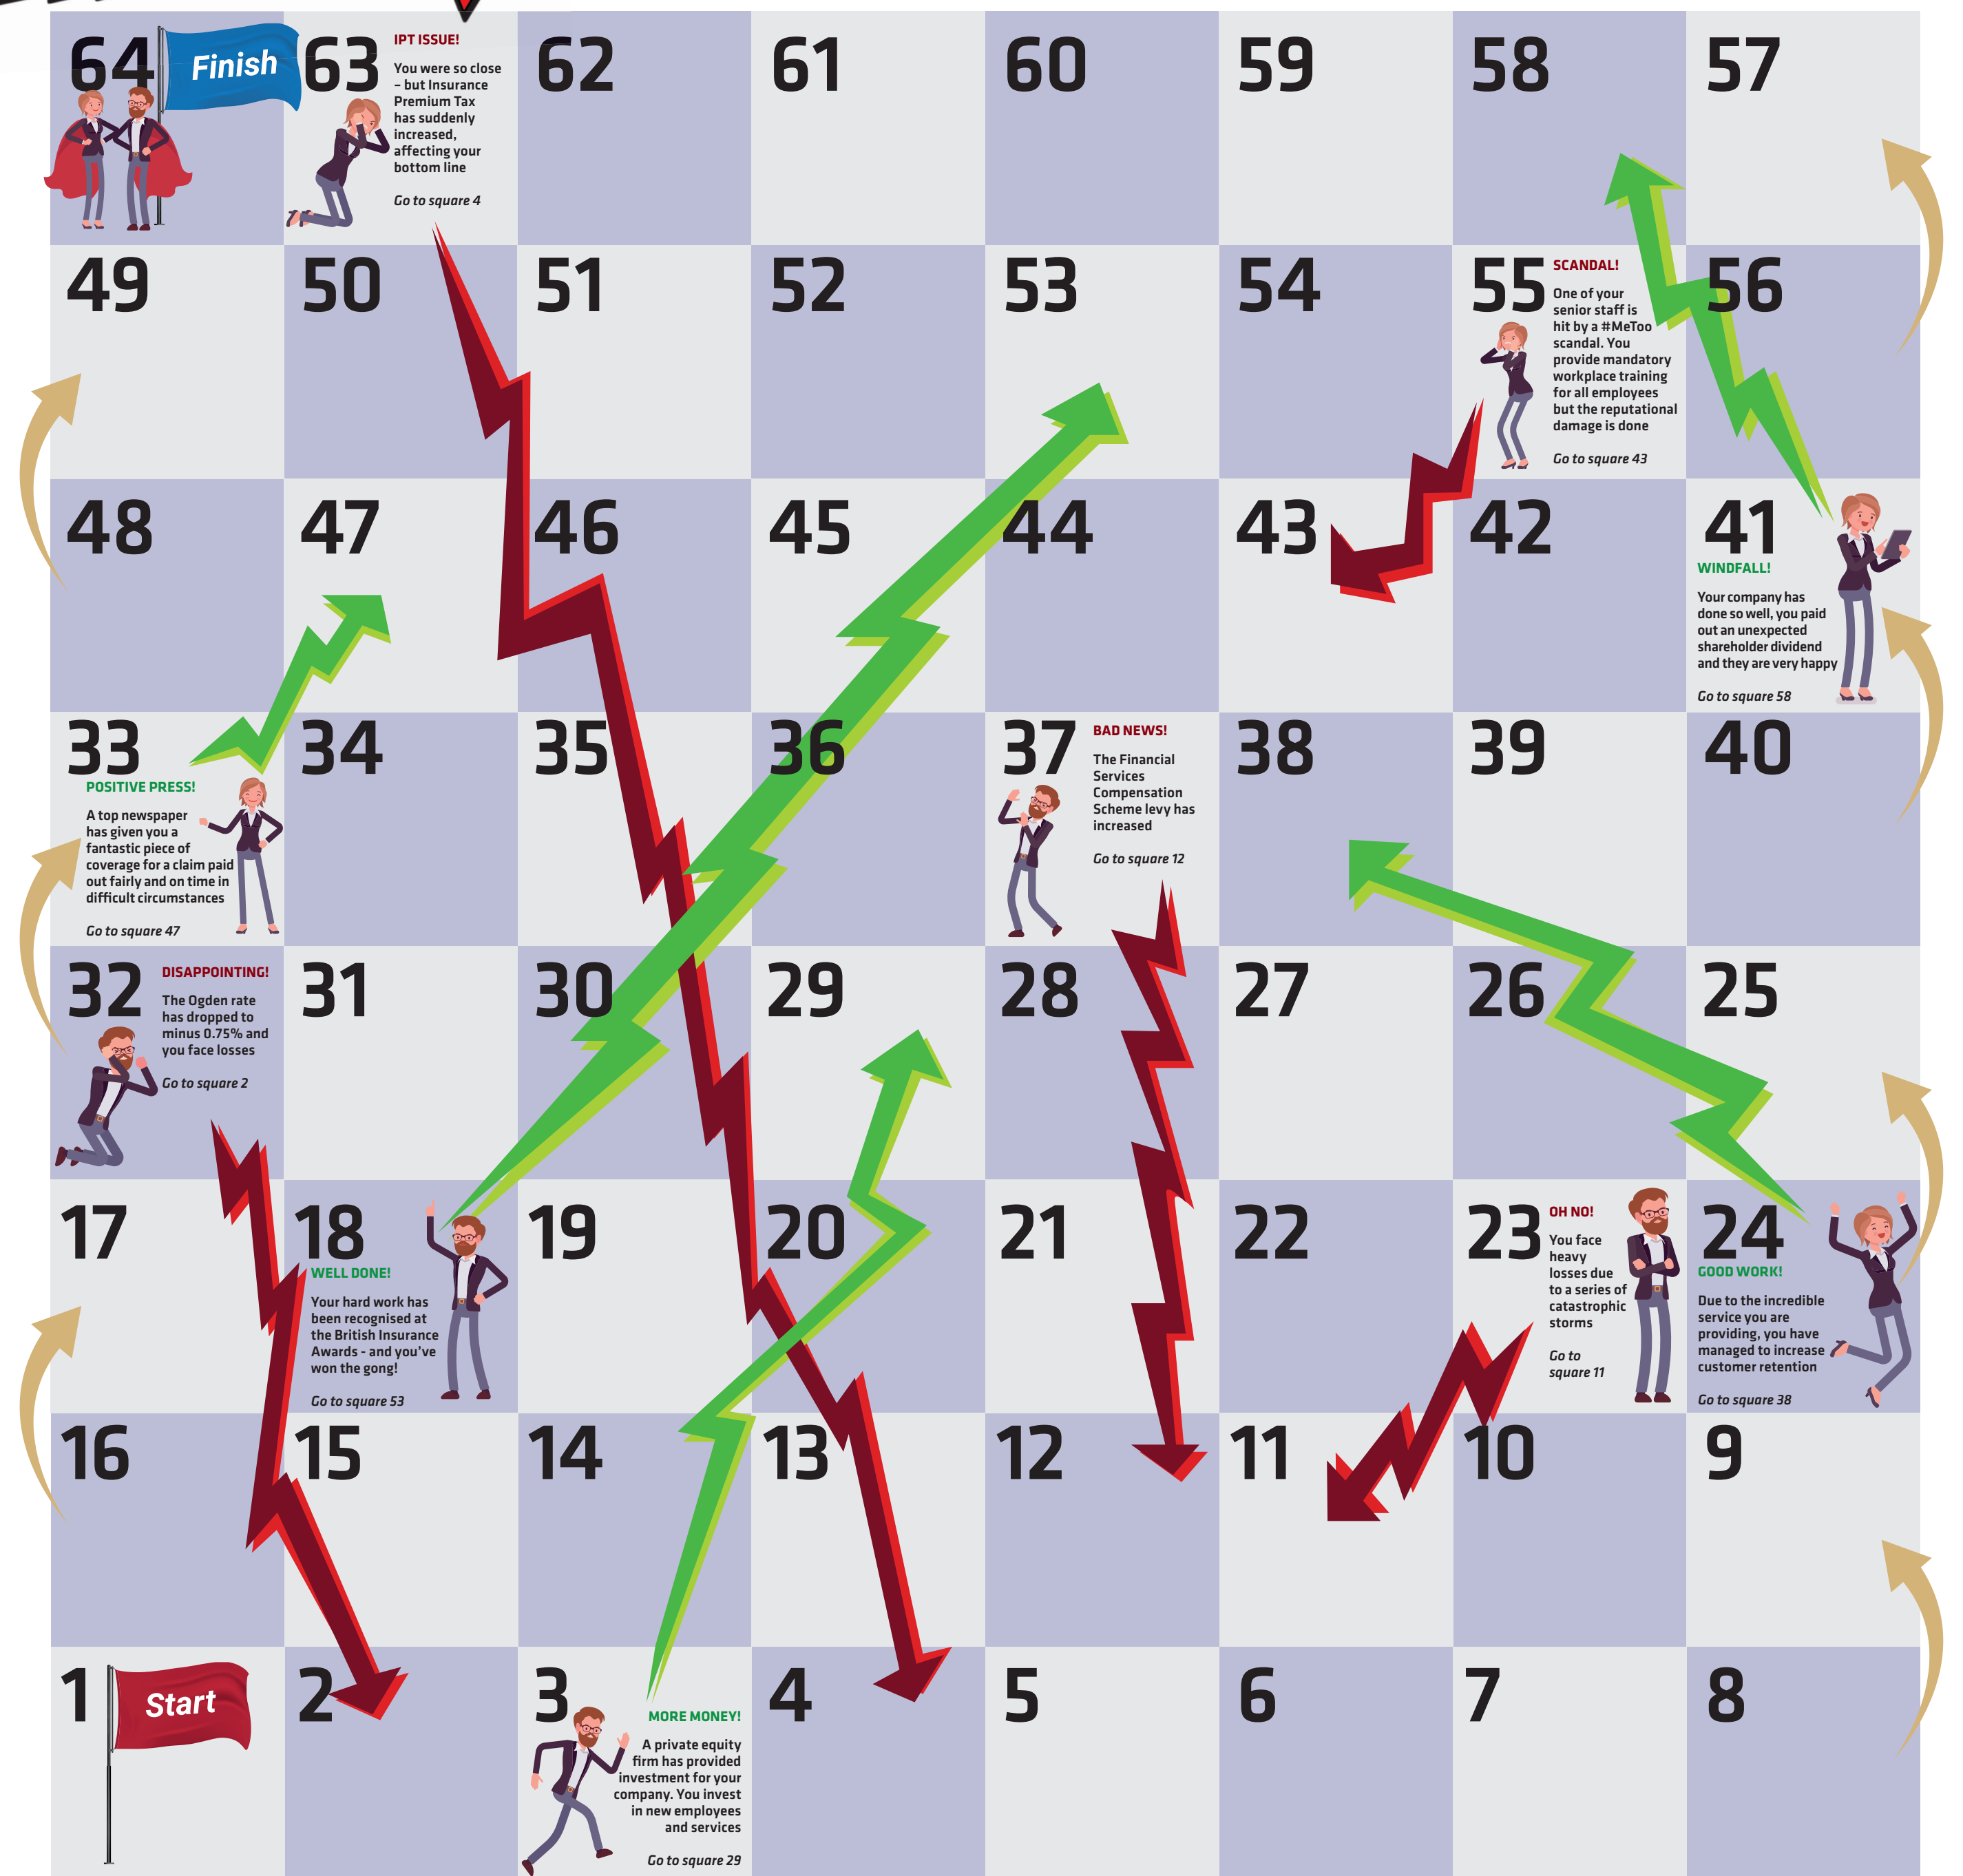 64
Finish
63
IPT ISSUE!
You were so close
– but Insurance
Premium Tax
has suddenly
increased,
affecting your
bottom line
Go to square 4
62
61
60
59
58
57
49
50
51
52
53
54
55
SCANDAL!
One of your
senior staff is
hit by a #MeToo
scandal. You
provide mandatory
workplace training
for all employees
but the reputational
damage is done
Go to square 43
56
48
47
46
45
44
43
42
41
WINDFALL!
Your company has
done so well, you paid
out an unexpected
shareholder dividend
and they are very happy
Go to square 58
33
POSITIVE PRESS!
A top newspaper
has given you a
fantastic piece of
coverage for a claim paid
out fairly and on time in
difficult circumstances
Go to square 47
34
35
36
37
BAD NEWS!
The Financial
Services
Compensation
Scheme levy has
increased
Go to square 12
38
39
40
32
DISAPPOINTING!
The Ogden rate
has dropped to
minus 0.75% and
you face losses
Go to square 2
31
30
29
28
27
26
25
17
18
WELL DONE!
Your hard work has
been recognised at
the British Insurance
Awards - and you've
won the gong!
Go to square 53
19
20
21
22
23
OH NO!
You face
heavy
losses due
to a series of
catastrophic
storms
Go to
square 11
24
GOOD WORK!
Due to the incredible
service you are
providing, you have
managed to increase
customer retention
Go to square 38
16
15
14
13
12
11
10
9
1
Start
2
3
MORE MONEY!
A private equity
firm has provided
investment for your
company. You invest
in new employees
and services
Go to square 29
4
5
6
7
8